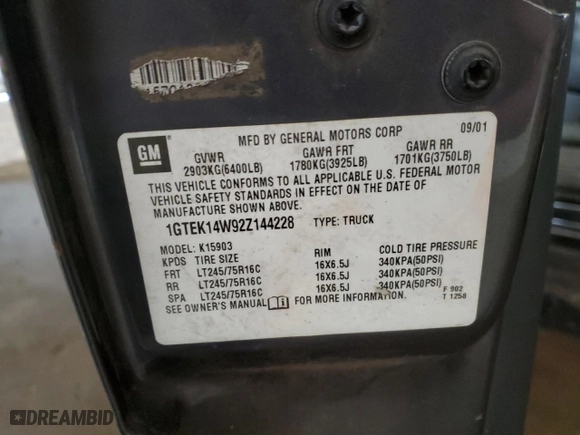 GM
MFD BY GENERAL MOTORS CORP
09/01
GVWR GAWR FRT GAWR RR
2903KG(6400LB) 1780KG(3925LB) 1701KG(3750LB)
THIS VEHICLE CONFORMS TO ALL APPLICABLE U.S. FEDERAL MOTOR
VEHICLE SAFETY STANDARDS IN EFFECT ON THE DATE OF
MANUFACTURE SHOWN ABOVE.
1GTEK14W92Z144228 TYPE: TRUCK
MODEL: K15903
KPDS TIRE SIZE RIM COLD TIRE PRESSURE
FRT LT245/75R16C 16X6.5J 340KPA(50PSI)
RR LT245/75R16C 16X6.5J 340KPA(50PSI)
SPA LT245/75R16C 16X6.5J 340KPA(50PSI)
SEE OWNER'S MANUAL FOR MORE INFORMATION.
F 902
T 1258
DREAMBID